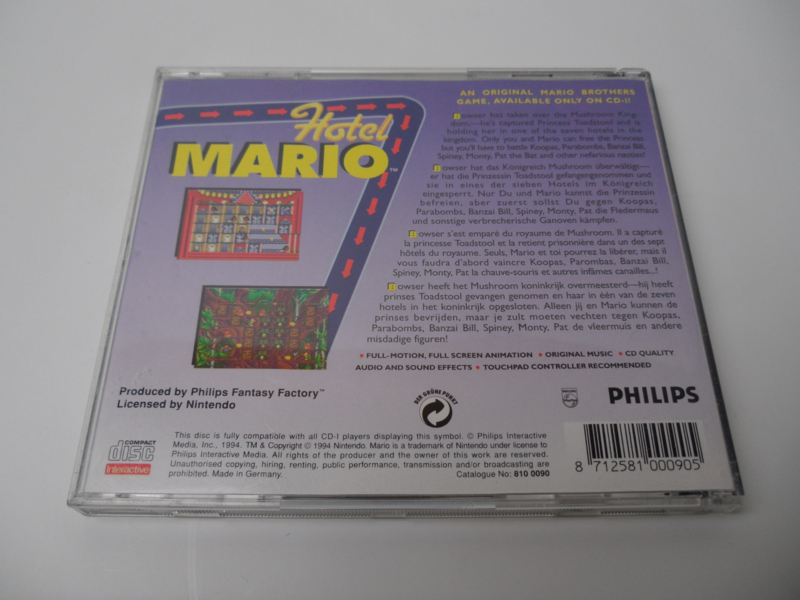 AN ORIGINAL MARIO BROTHERS
GAME, AVAILABLE ONLY ON CD-I!
Hotel
MARIO™
Bowser has taken over the Mushroom King-
dom,—he's captured Princess Toadstool and is
holding her in one of the seven hotels in the
kingdom. Only you and Mario can free the Princess
but you'll have to battle Koopas, Parabombs, Banzai Bill,
Spiney, Monty, Pat the Bat and other nefarious nasties!
Bowser hat das Königreich Mushroom überwältigt—
er hat die Prinzessin Toadstool gefangengenommen und
sie in eines der sieben Hotels im Königreich
eingesperrt. Nur Du und Mario kannst die Prinzessin
befreien, aber zuerst sollst Du gegen Koopas,
Parabombs, Banzai Bill, Spiney, Monty, Pat die Fledermaus
und sonstige verbrecherische Ganoven kämpfen.
Bowser s'est emparé du royaume de Mushroom. Il a capturé
la princesse Toadstool et la retient prisonnière dans un des sept
hôtels du royaume. Seuls, Mario et toi pourrez la libérer, mais il
vous faudra d'abord vaincre Koopas, Parombas, Banzai Bill,
Spiney, Monty, Pat la chauve-souris et autres infâmes canailles...!
Bowser heeft het Mushroom koninkrijk overmeesterd—hij heeft
prinses Toadstool gevangen genomen en haar in één van de zeven
hotels in het koninkrijk opgesloten. Alleen jij en Mario kunnen de
prinses bevrijden, maar je zult moeten vechten tegen Koopas,
Parabombs, Banzai Bill, Spiney, Monty, Pat de vleermuis en andere
misdadige figuren!
• FULL-MOTION, FULL SCREEN ANIMATION • ORIGINAL MUSIC • CD QUALITY
AUDIO AND SOUND EFFECTS • TOUCHPAD CONTROLLER RECOMMENDED
Produced by Philips Fantasy Factory™
Licensed by Nintendo
DER GRÜNE PUNKT
PHILIPS
PHILIPS
COMPACT
disc
Interactive
This disc is fully compatible with all CD-I players displaying this symbol. © Philips Interactive
Media, Inc., 1994. TM & Copyright © 1994 Nintendo. Mario is a trademark of Nintendo under license to
Philips Interactive Media. All rights of the producer and the owner of this work are reserved.
Unauthorised copying, hiring, renting, public performance, transmission and/or broadcasting are
prohibited. Made in Germany. Catalogue No: 810 0090
8 712581 000905